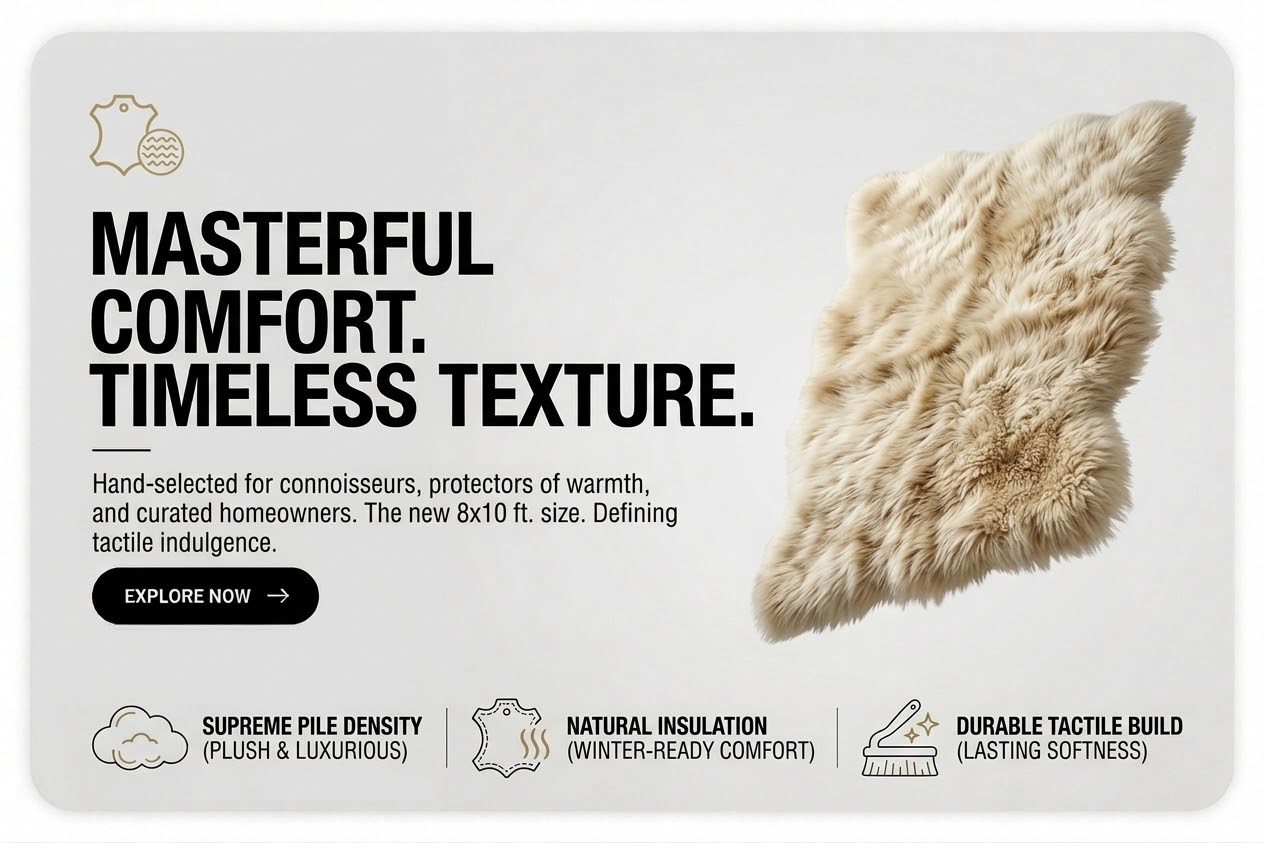 MASTERFUL
COMFORT.
TIMELESS TEXTURE.
Hand-selected for connoisseurs, protectors of warmth,
and curated homeowners. The new 8x10 ft. size. Defining
tactile indulgence.
EXPLORE NOW →
SUPREME PILE DENSITY
(PLUSH & LUXURIOUS)
NATURAL INSULATION
(WINTER-READY COMFORT)
DURABLE TACTILE BUILD
(LASTING SOFTNESS)